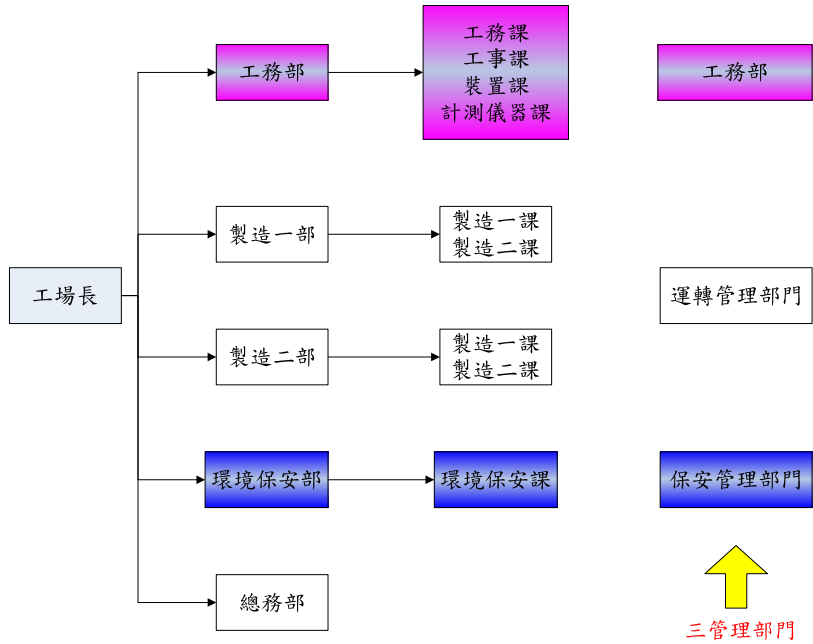 工務部
工務課
工事課
裝置課
計測儀器課
工務部
製造一部
製造一課
製造二課
工場長
運轉管理部門
製造二部
製造一課
製造二課
環境保安部
環境保安課
保安管理部門
總務部
三管理部門